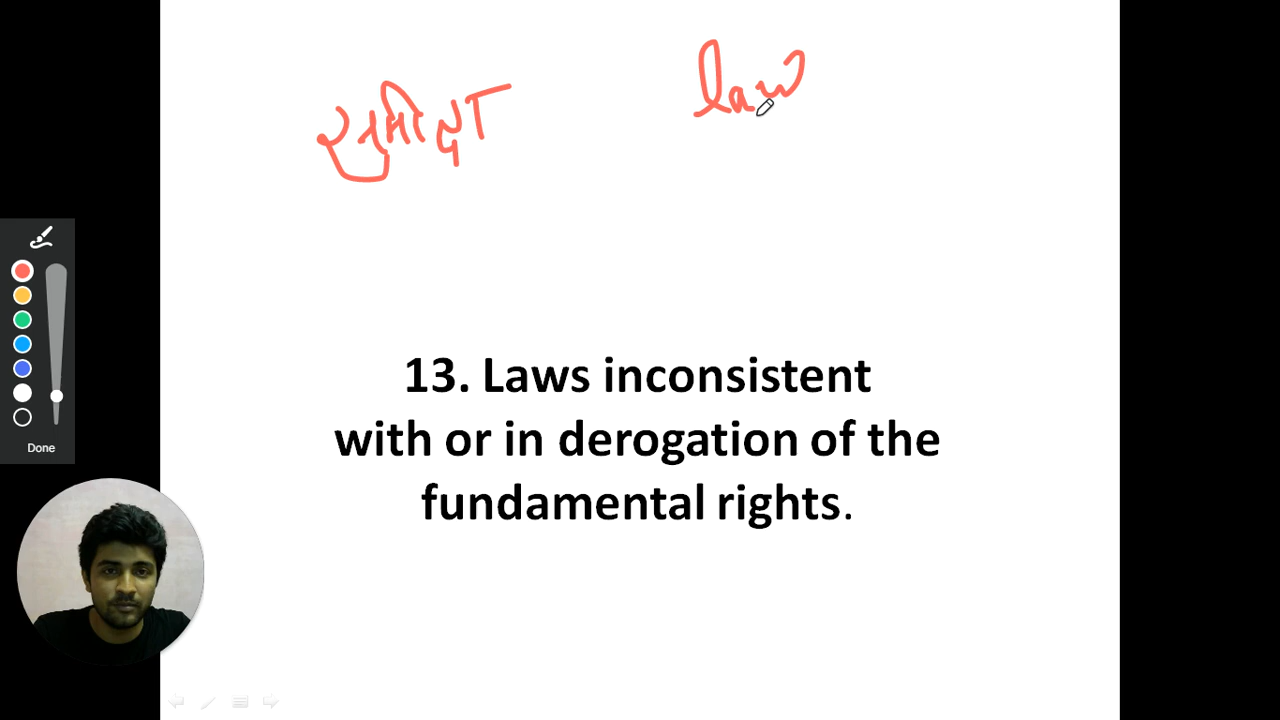 law
13. Laws inconsistent
with or in derogation of the
fundamental rights.
Done